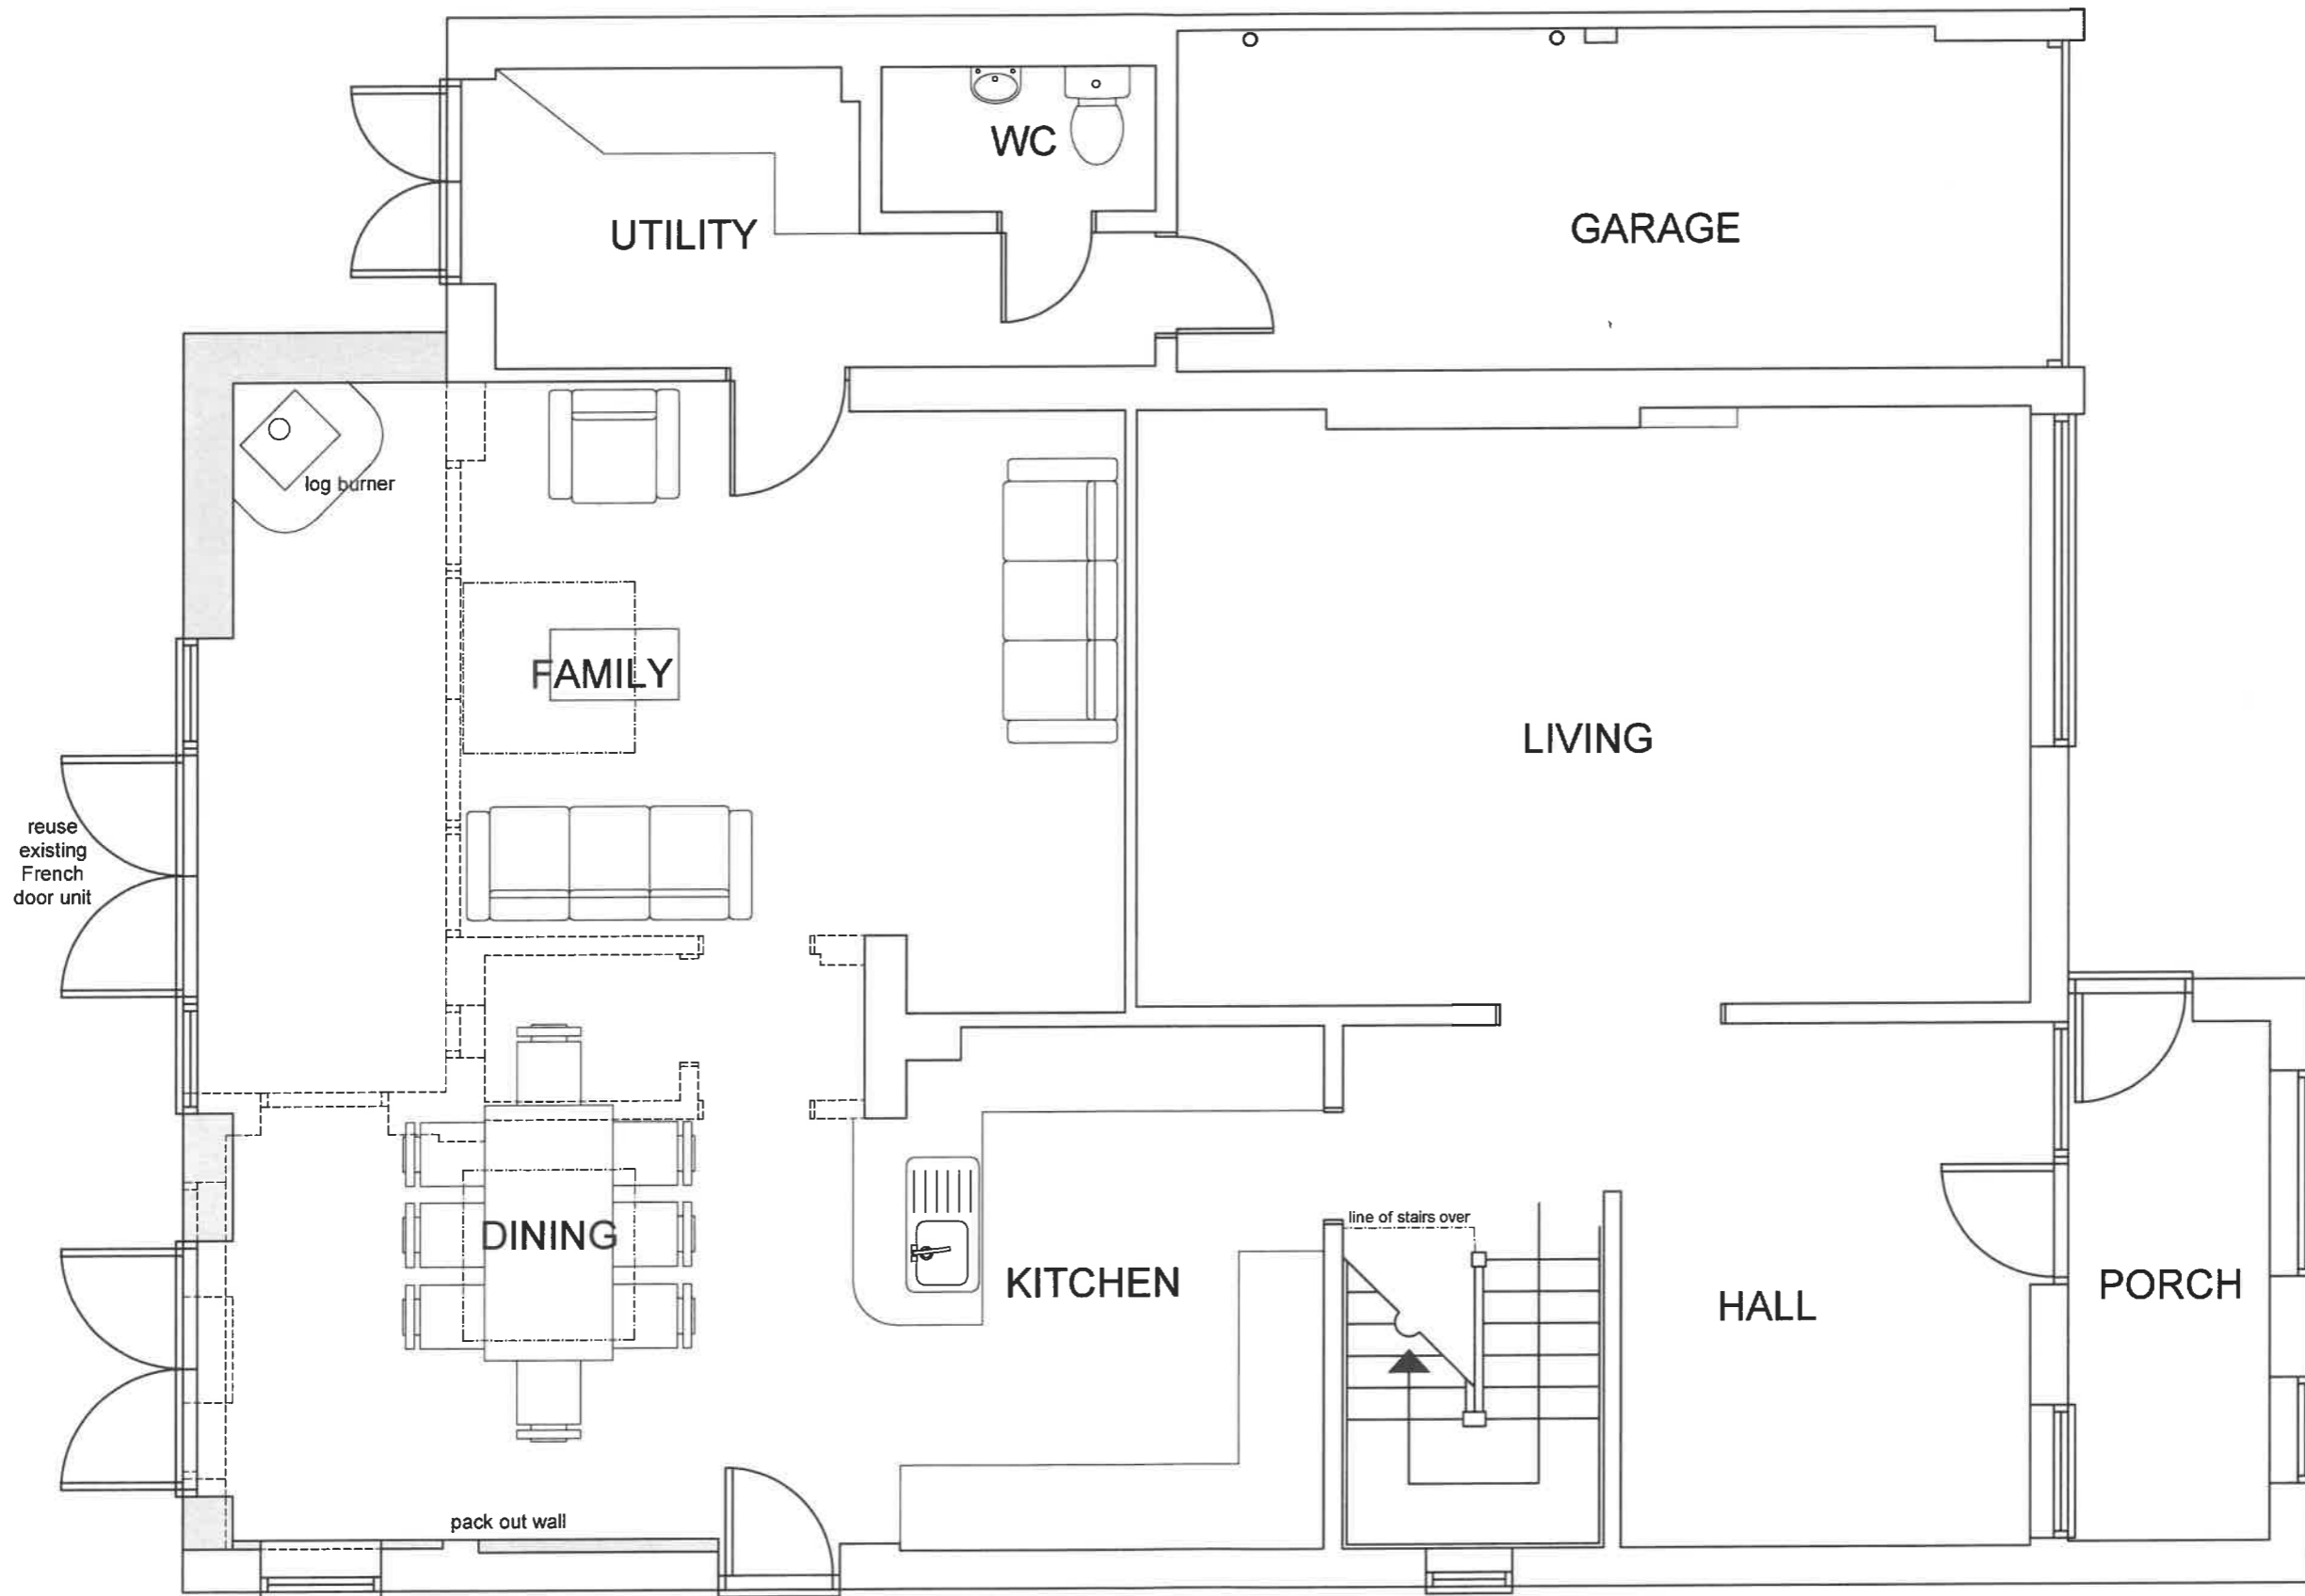 WC
UTILITY
GARAGE
log burner
FAMILY
LIVING
reuse
existing
French
door unit
line of stairs over
DINING
KITCHEN
HALL
PORCH
pack out wall